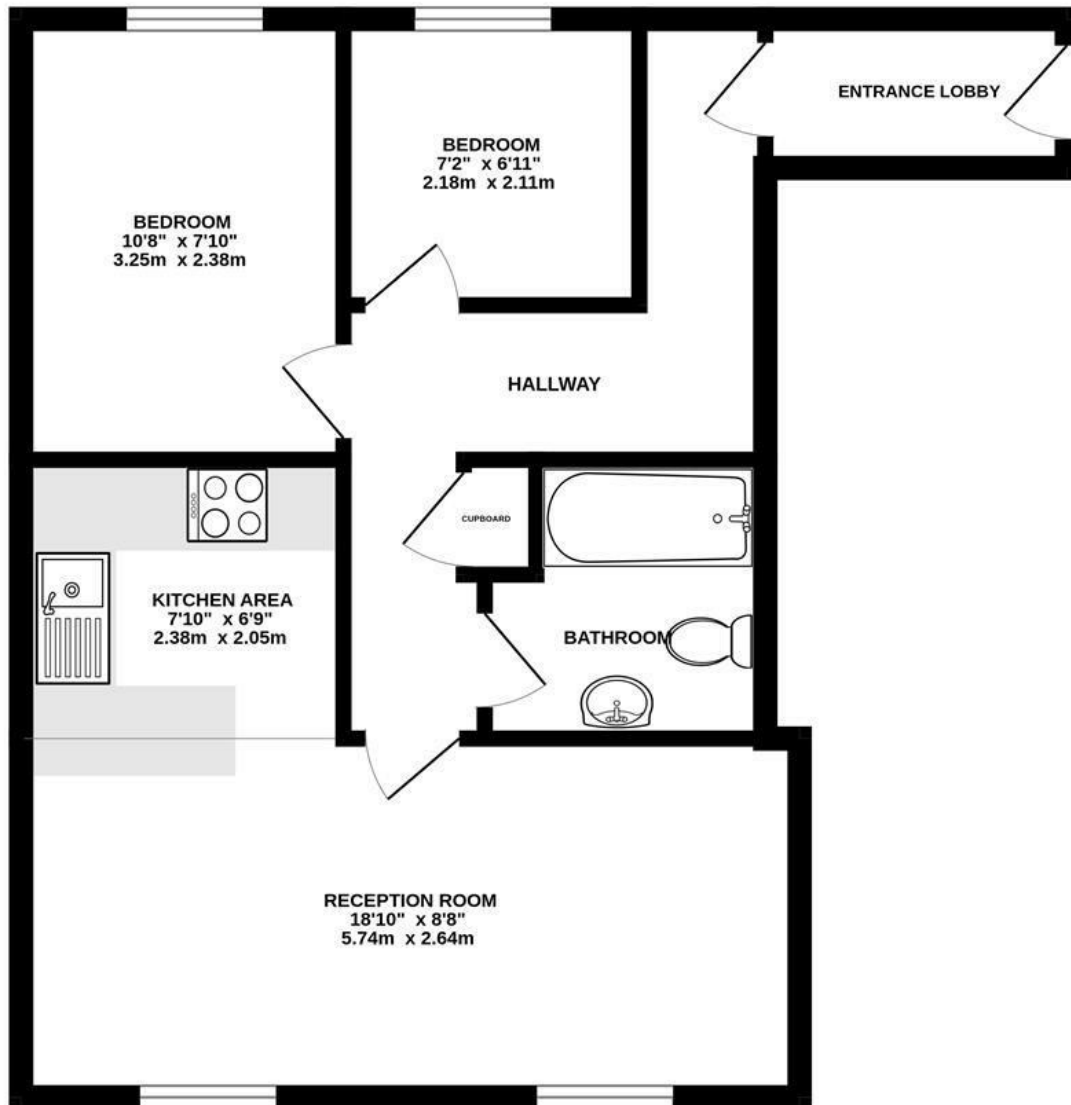 ENTRANCE LOBBY
BEDROOM
7'2" x 6'11"
2.18m x 2.11m
BEDROOM
10'8" x 7'10"
3.25m x 2.38m
HALLWAY
CUPBOARD
KITCHEN AREA
7'10" x 6'9"
2.38m x 2.05m
BATHROOM
RECEPTION ROOM
18'10" x 8'8"
5.74m x 2.64m